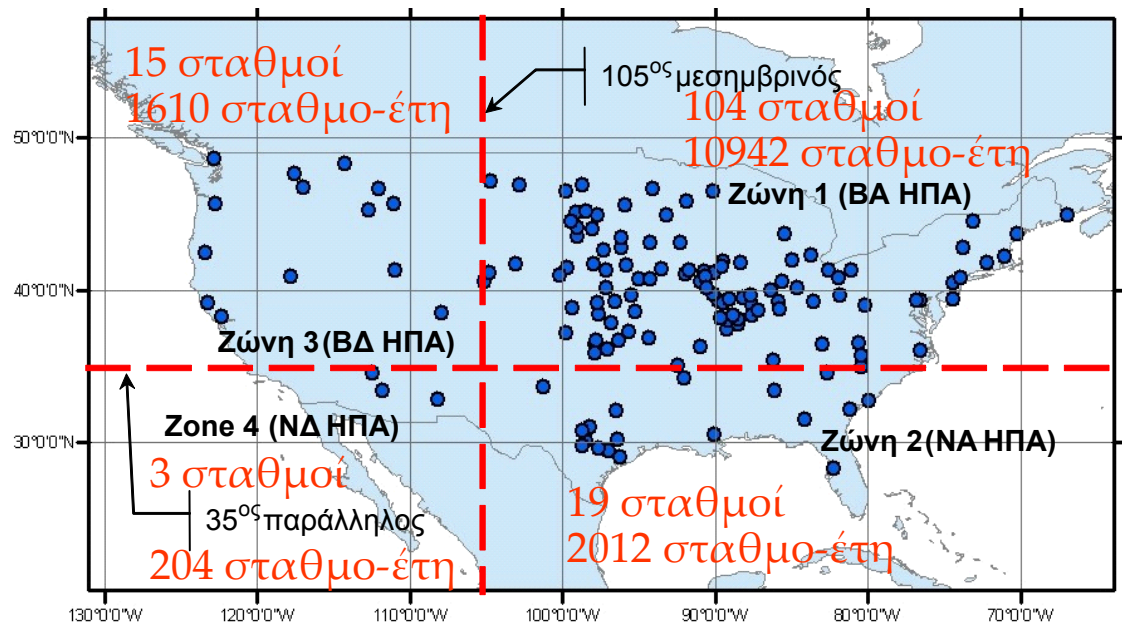 15 σταθμοί
1610 σταθμο-έτη
105ος μεσημβρινός
104 σταθμοί
10942 σταθμο-έτη
Ζώνη 1 (ΒΑ ΗΠΑ)
50°0'0"N
40°0'0"N
Ζώνη 3 (ΒΔ ΗΠΑ)
Zone 4 (ΝΔ ΗΠΑ)
30°0'0"N
Ζώνη 2 (ΝΑ ΗΠΑ)
3 σταθμοί
35ος παράλληλος
204 σταθμο-έτη
19 σταθμοί
2012 σταθμο-έτη
130°0'0"W 120°0'0"W 110°0'0"W 100°0'0"W 90°0'0"W 80°0'0"W 70°0'0"W